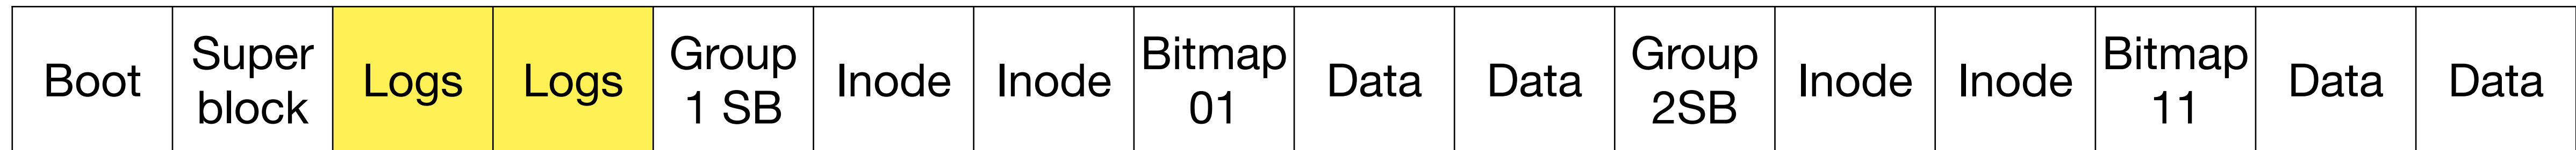 Boot
Super
block
Logs
Logs
Group
1 SB
Inode
Inode
Bitmap
01
Data
Data
Group
2SB
Inode
Inode
Bitmap
11
Data
Data